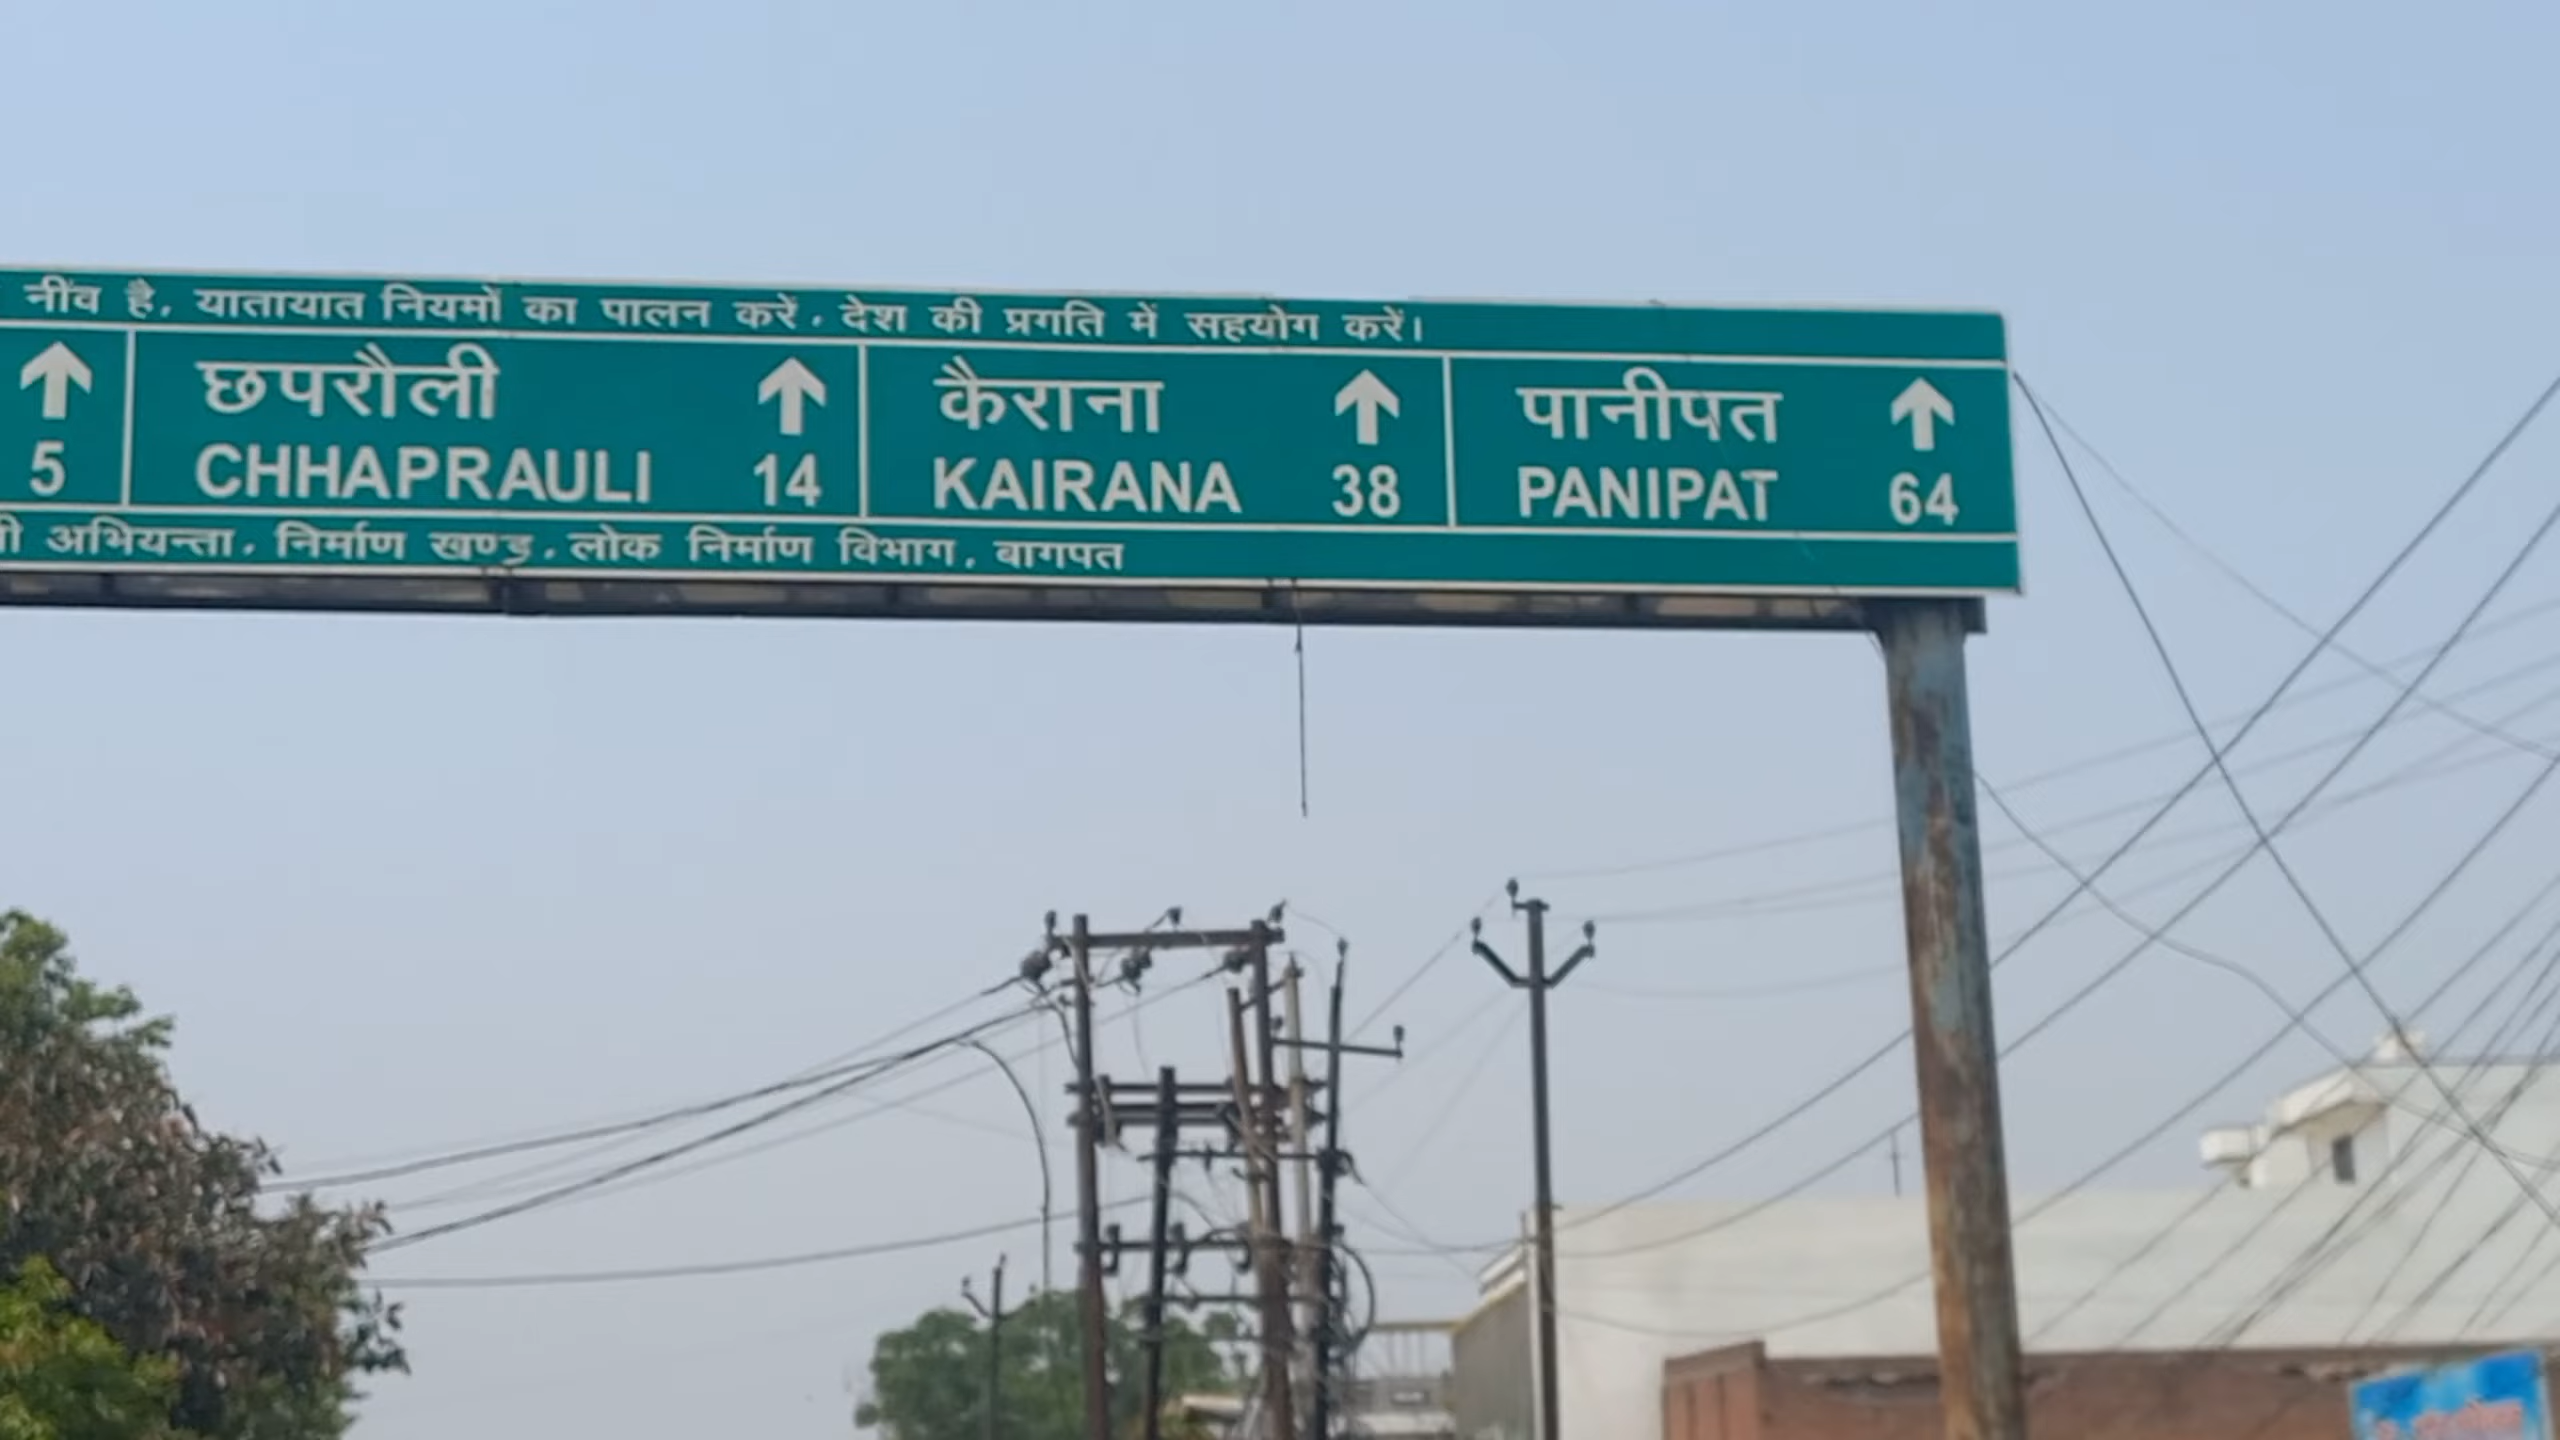 नींव है, यातायात नियमों का पालन करें, देश की प्रगति में सहयोग करें।
5
छपरौली
CHHAPRAULI 14
कैराना
KAIRANA 38
पानीपत
PANIPAT 64
अभियन्ता, निर्माण खण्ड, लोक निर्माण विभाग, बागपत